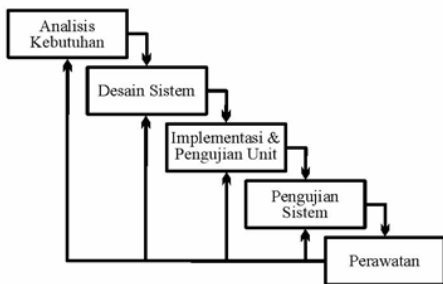 Analisis
Kebutuhan
Desain Sistem
Implementasi &
Pengujian Unit
Pengujian
Sistem
Perawatan